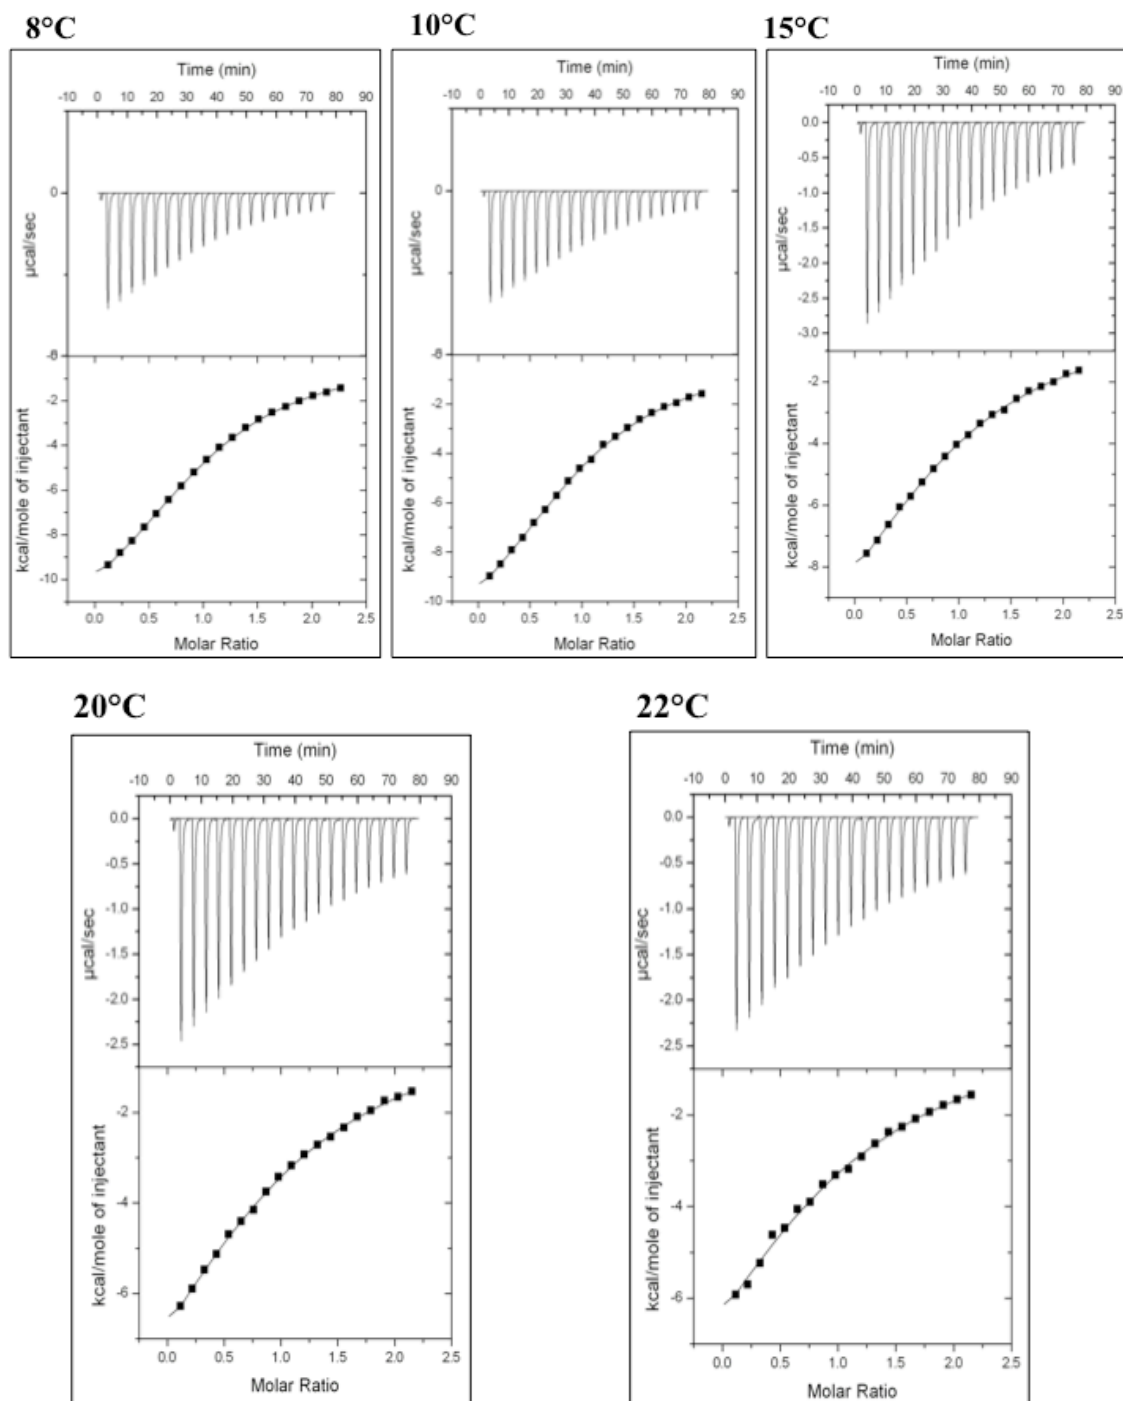 8°C
10°C
15°C
Time (min)
-10 0 10 20 30 40 50 60 70 80 90
0
-8
µcal/sec
-2
-4
-6
-8
-10
kcal/mole of injectant
0.0 0.5 1.0 1.5 2.0 2.5
Molar Ratio
Time (min)
-10 0 10 20 30 40 50 60 70 80 90
0
-8
µcal/sec
-2
-4
-6
-8
-10
kcal/mole of injectant
0.0 0.5 1.0 1.5 2.0 2.5
Molar Ratio
Time (min)
-10 0 10 20 30 40 50 60 70 80 90
0.0
-0.5
-1.0
-1.5
-2.0
-2.5
-3.0
µcal/sec
-2
-4
-6
-8
kcal/mole of injectant
0.0 0.5 1.0 1.5 2.0 2.5
Molar Ratio
20°C
22°C
Time (min)
-10 0 10 20 30 40 50 60 70 80 90
0.0
-0.5
-1.0
-1.5
-2.0
-2.5
µcal/sec
-2
-4
-6
kcal/mole of injectant
0.0 0.5 1.0 1.5 2.0 2.5
Molar Ratio
Time (min)
-10 0 10 20 30 40 50 60 70 80 90
0.0
-0.5
-1.0
-1.5
-2.0
-2.5
µcal/sec
-2
-4
-6
kcal/mole of injectant
0.0 0.5 1.0 1.5 2.0 2.5
Molar Ratio